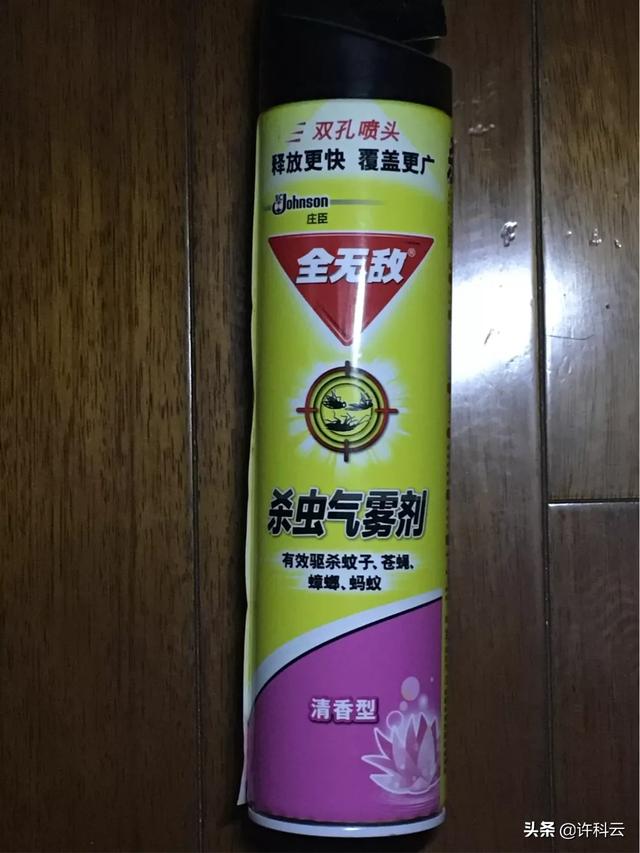 双孔喷头
释放更快 覆盖更广
Johnson
庄臣
全无敌®
杀虫气雾剂
有效驱杀蚊子、苍蝇、
蟑螂、蚂蚁
清香型
头条 @许科云